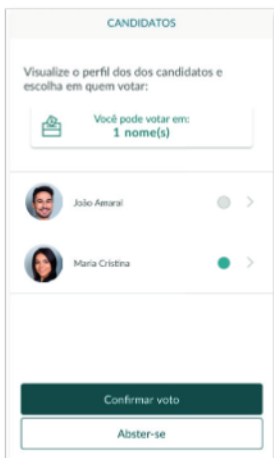 CANDIDATOS
Visualize o perfil dos dos candidatos e
escolha em quem votar:
Você pode votar em:
1 nome(s)
João Amaral
Maria Cristina
Confirmar voto
Abster-se